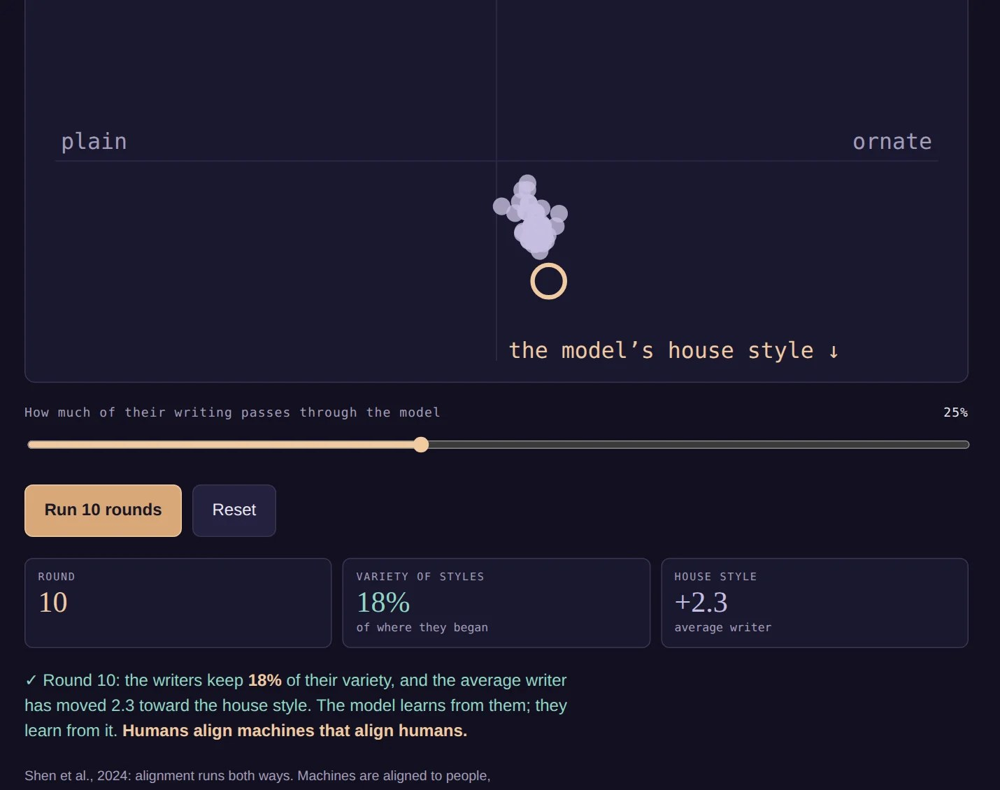 plain
ornate
the model’s house style ↓
How much of their writing passes through the model
25%
Run 10 rounds
Reset
ROUND
10
VARIETY OF STYLES
18%
of where they began
HOUSE STYLE
+2.3
average writer
✓ Round 10: the writers keep 18% of their variety, and the average writer
has moved 2.3 toward the house style. The model learns from them; they
learn from it. Humans align machines that align humans.
Shen et al., 2024: alignment runs both ways. Machines are aligned to people,